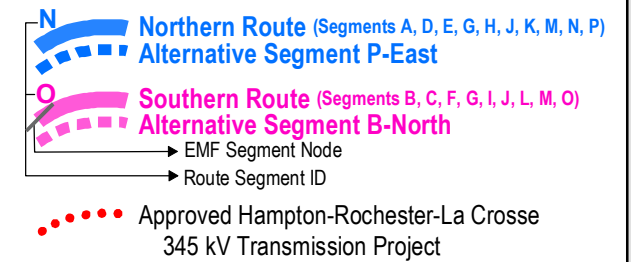 N Northern Route (Segments A, D, E, G, H, J, K, M, N, P)
Alternative Segment P-East
O Southern Route (Segments B, C, F, G, I, J, L, M, O)
Alternative Segment B-North
EMF Segment Node
Route Segment ID
Approved Hampton-Rochester-La Crosse
345 kV Transmission Project